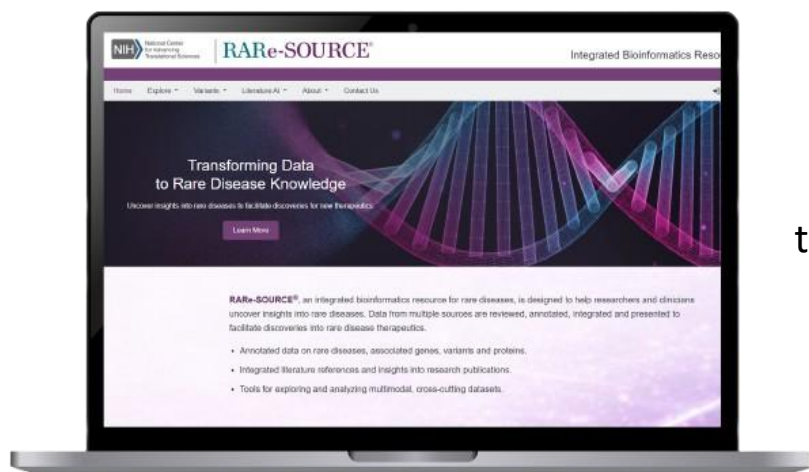 NIH National Center
for Advancing
Translational Sciences
RARe-SOURCE®
Integrated Bioinformatics Reso
Home Explore Variants Literature AI About Contact Us
Transforming Data
to Rare Disease Knowledge
Uncover insights into rare diseases to facilitate discoveries for new therapeutics.
Learn More
t
RARe-SOURCE®, an integrated bioinformatics resource for rare diseases, is designed to help researchers and clinicians
uncover insights into rare diseases. Data from multiple sources are reviewed, annotated, integrated and presented to
facilitate discoveries into rare disease therapeutics.
• Annotated data on rare diseases, associated genes, variants and proteins.
• Integrated literature references and insights into research publications.
• Tools for exploring and analyzing multimodal, cross-cutting datasets.